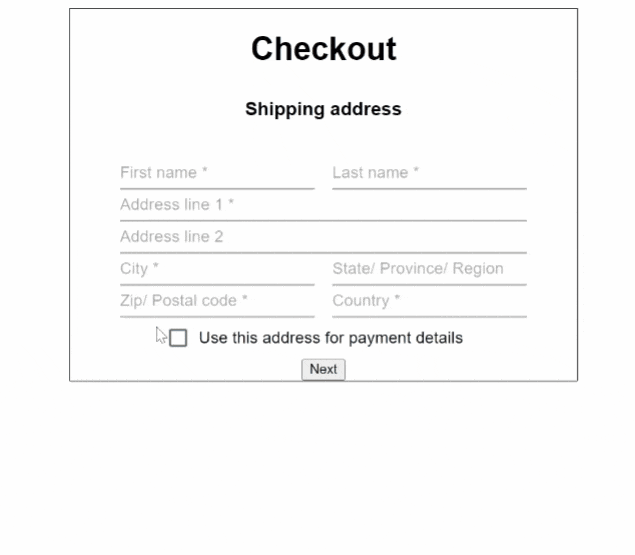 Checkout
Shipping address
First name * Last name *
Address line 1 *
Address line 2
City * State/ Province/ Region
Zip/ Postal code * Country *
Use this address for payment details
Next